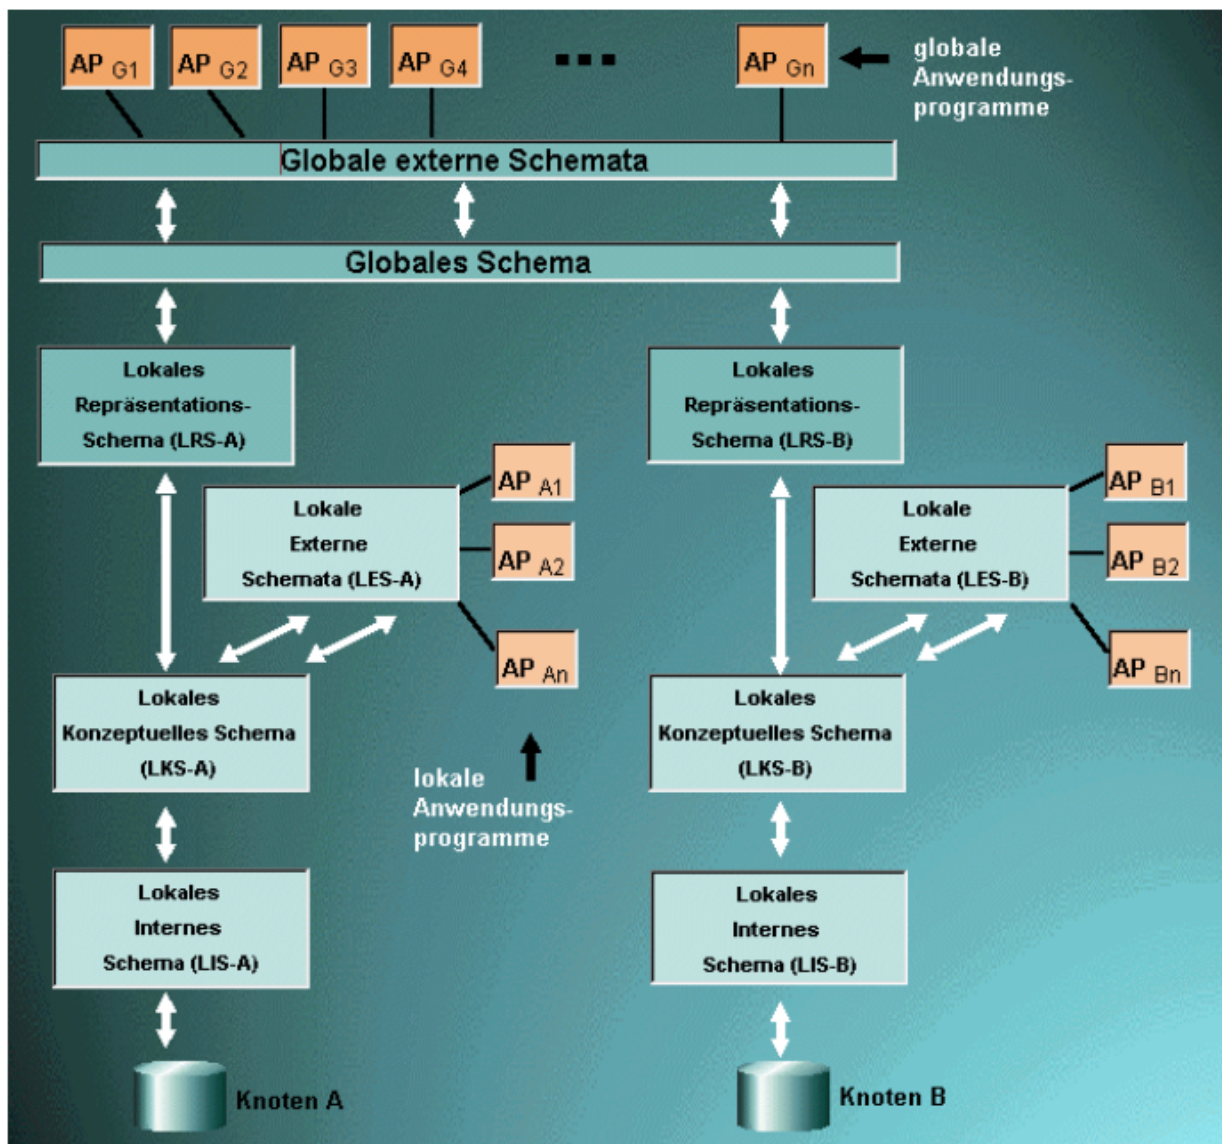 AP G1
AP G2
AP G3
AP G4
AP Gn
globale
Anwendungs-
programme
Globale externe Schemata
Globales Schema
Lokales
Repräsentations-
Schema (LRS-A)
Lokales
Repräsentations-
Schema (LRS-B)
Lokale
Externe
Schemata (LES-A)
AP A1
AP A2
AP An
Lokale
Externe
Schemata (LES-B)
AP B1
AP B2
AP Bn
Lokales
Konzeptuelles Schema
(LKS-A)
lokale
Anwendungs-
programme
Lokales
Konzeptuelles Schema
(LKS-B)
Lokales
Internes
Schema (LIS-A)
Lokales
Internes
Schema (LIS-B)
Knoten A
Knoten B